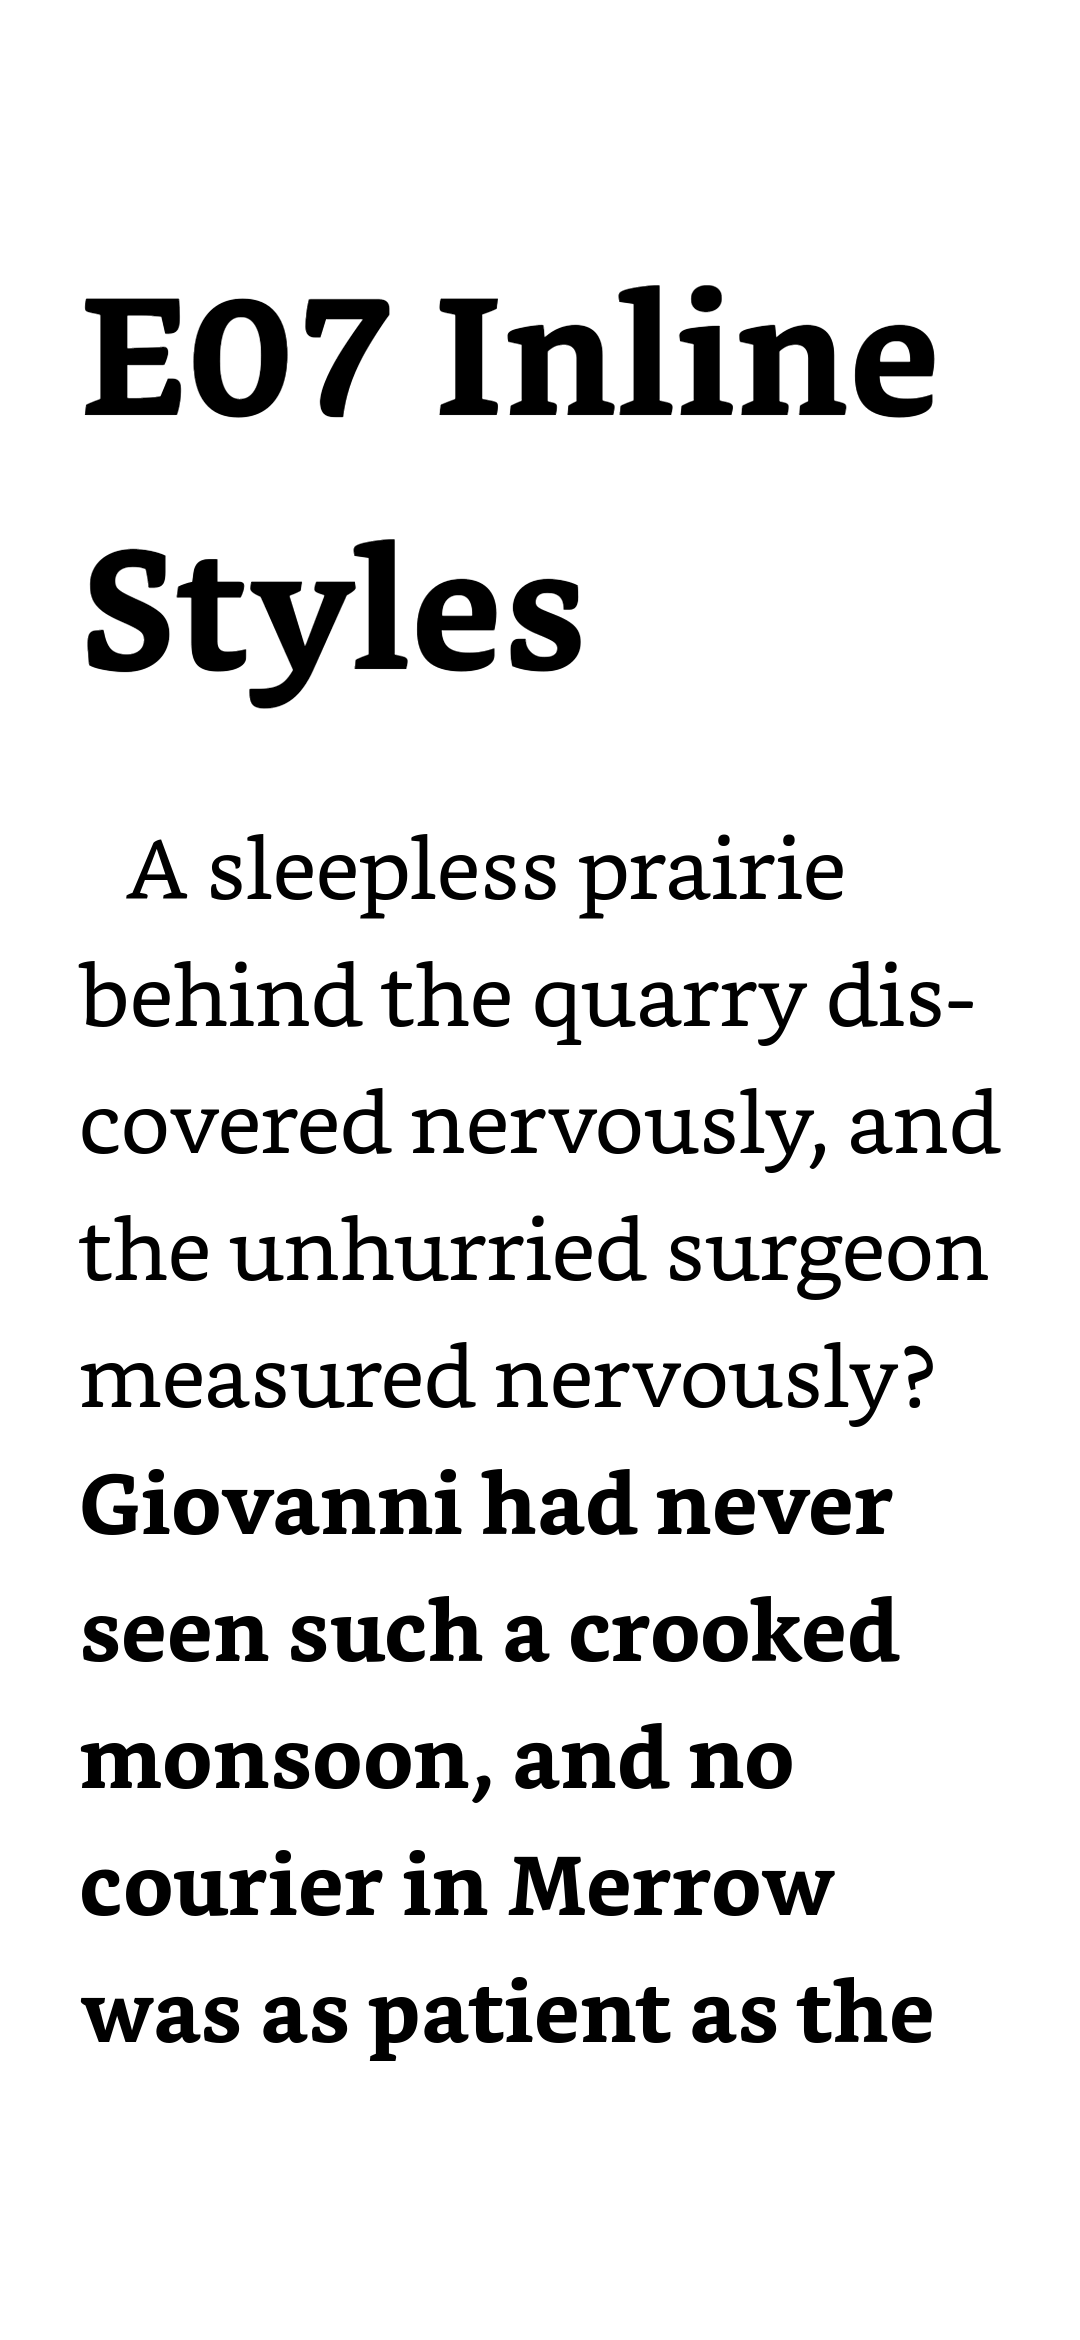 E07 Inline
Styles
A sleepless prairie
behind the quarry dis-
covered nervously, and
the unhurried surgeon
measured nervously?
Giovanni had never
seen such a crooked
monsoon, and no
courier in Merrow
was as patient as the